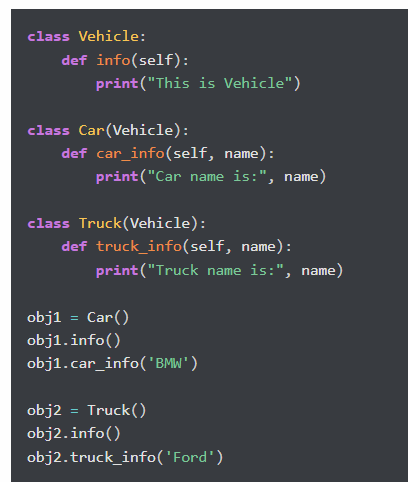 class Vehicle:
    def info(self):
        print("This is Vehicle")

class Car(Vehicle):
    def car_info(self, name):
        print("Car name is:", name)

class Truck(Vehicle):
    def truck_info(self, name):
        print("Truck name is:", name)

obj1 = Car()
obj1.info()
obj1.car_info('BMW')

obj2 = Truck()
obj2.info()
obj2.truck_info('Ford')